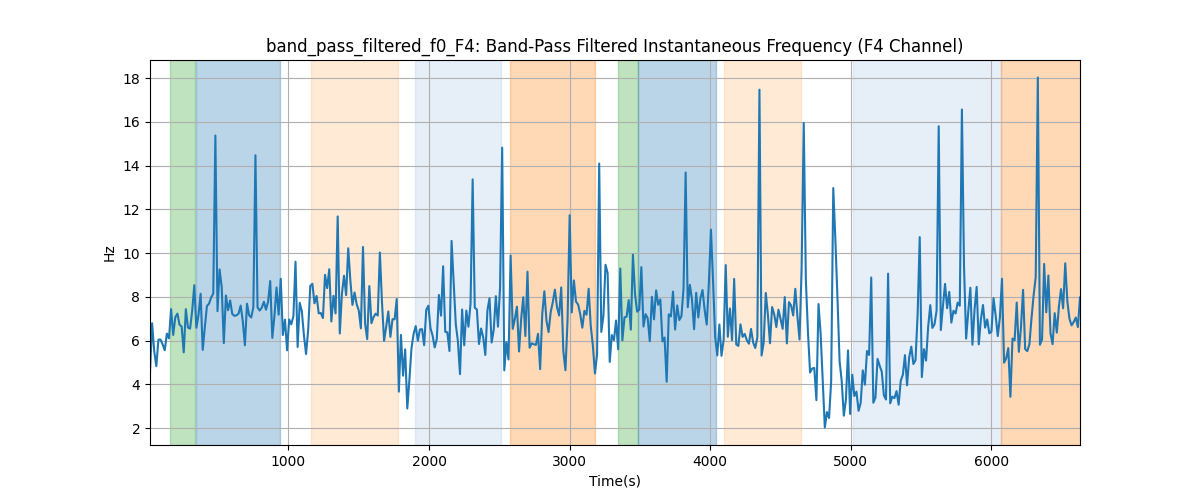 band_pass_filtered_f0_F4: Band-Pass Filtered Instantaneous Frequency (F4 Channel)
18
16
14
12
10
8
6
4
2
Hz
1000 2000 3000 4000 5000 6000
Time(s)